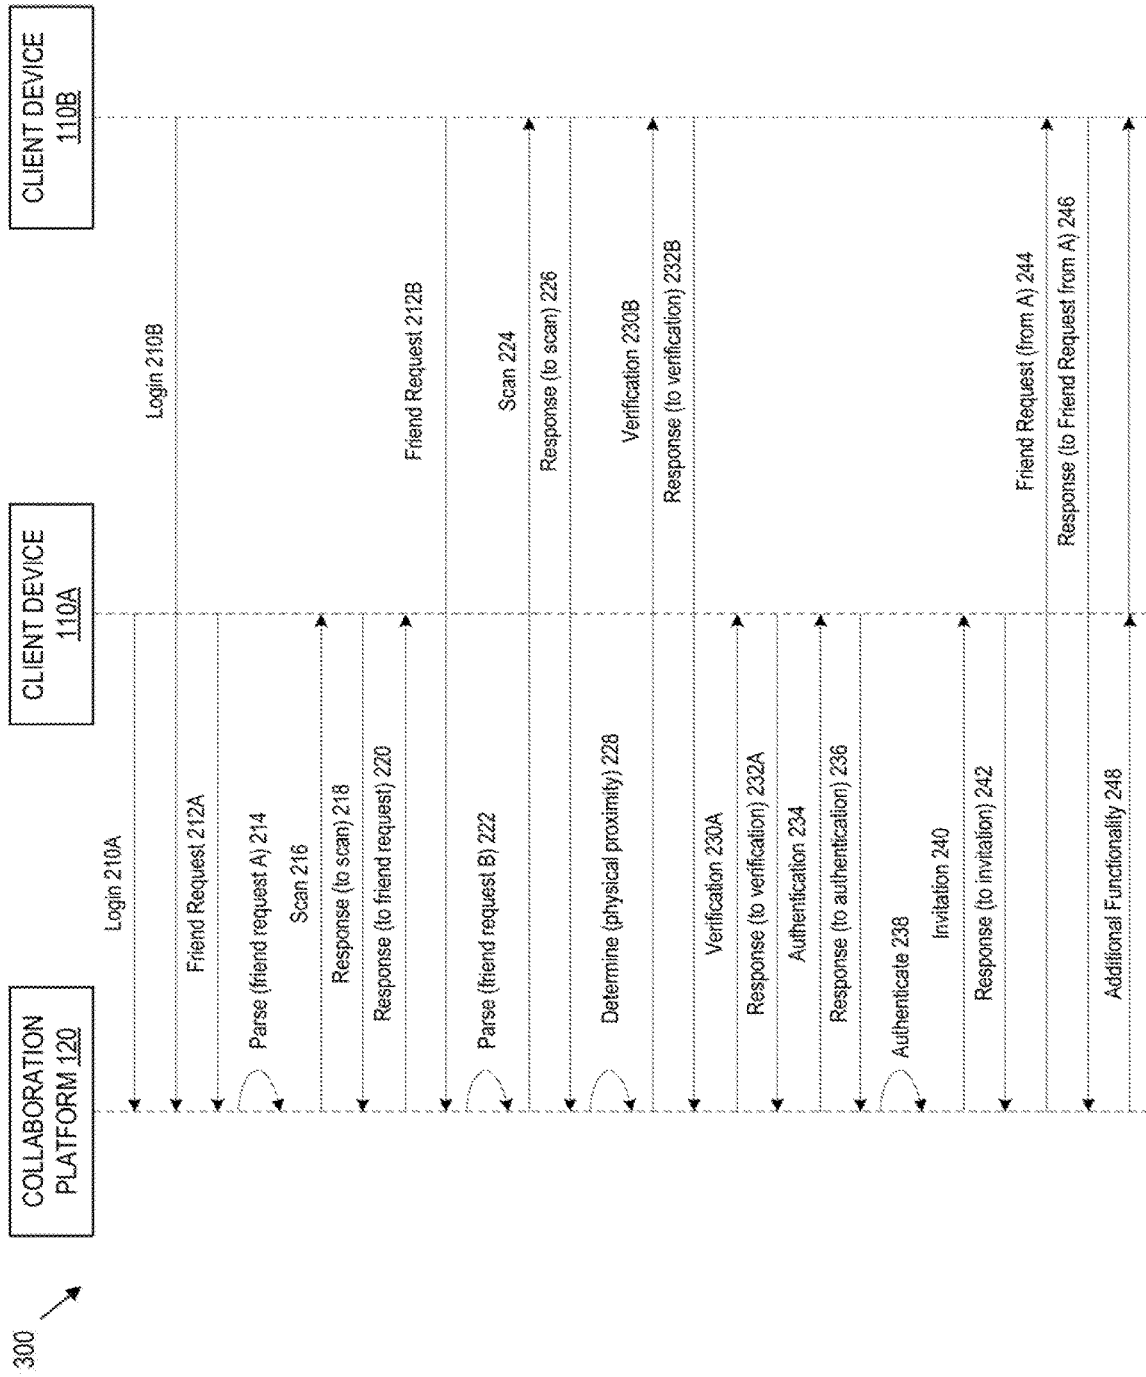 300
COLLABORATION
PLATFORM 120
CLIENT DEVICE
110A
CLIENT DEVICE
110B
Login 210A
Login 210B
Friend Request 212A
Parse (friend request A) 214
Scan 216
Response (to scan) 218
Response (to friend request) 220
Friend Request 212B
Parse (friend request B) 222
Scan 224
Response (to scan) 226
Determine (physical proximity) 228
Verification 230B
Response (to verification) 232B
Verification 230A
Response (to verification) 232A
Authentication 234
Response (to authentication) 236
Authenticate 238
Invitation 240
Response (to invitation) 242
Friend Request (from A) 244
Response (to Friend Request from A) 246
Additional Functionality 248